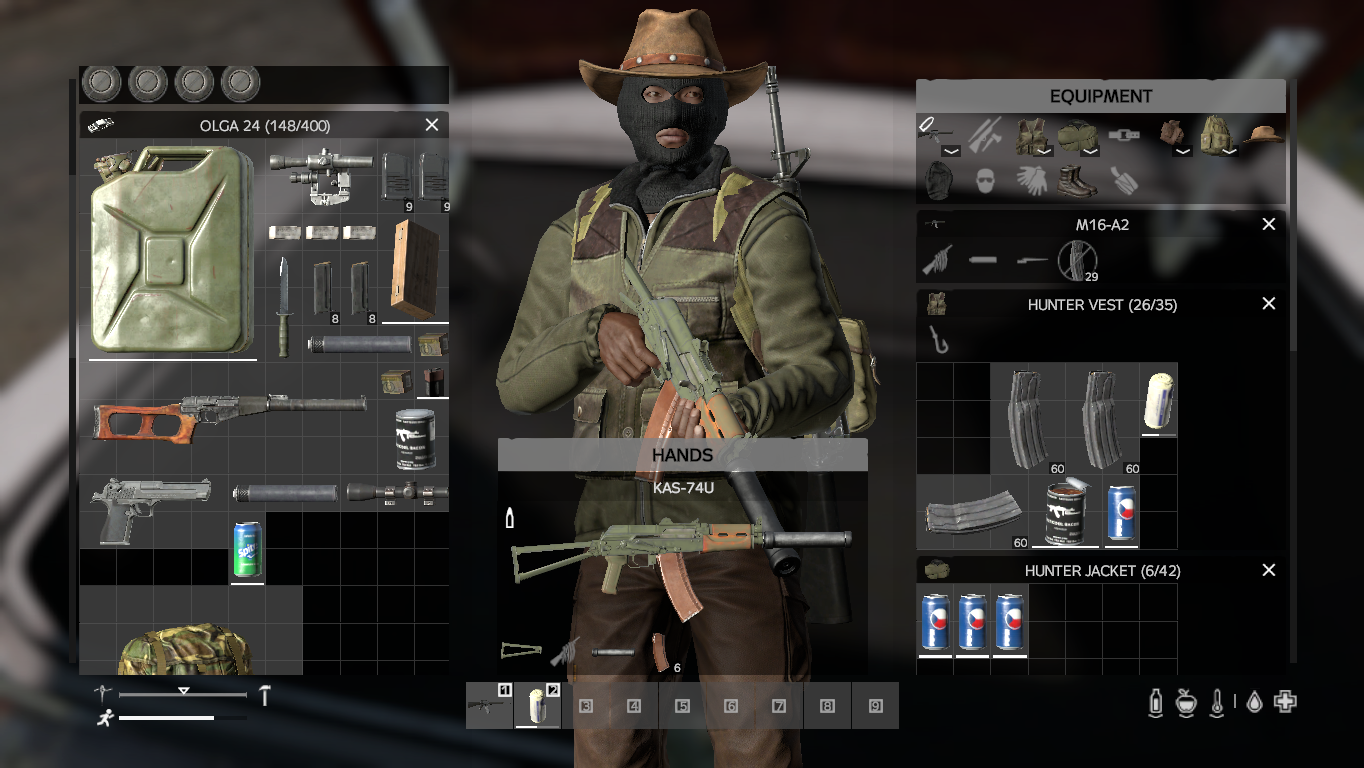 OLGA 24 (148/400)
9
9
8
8
Spite
HANDS
KAS-74U
6
1
2
3
4
5
6
7
8
9
EQUIPMENT
M16-A2
29
HUNTER VEST (26/35)
60
60
60
HUNTER JACKET (6/42)